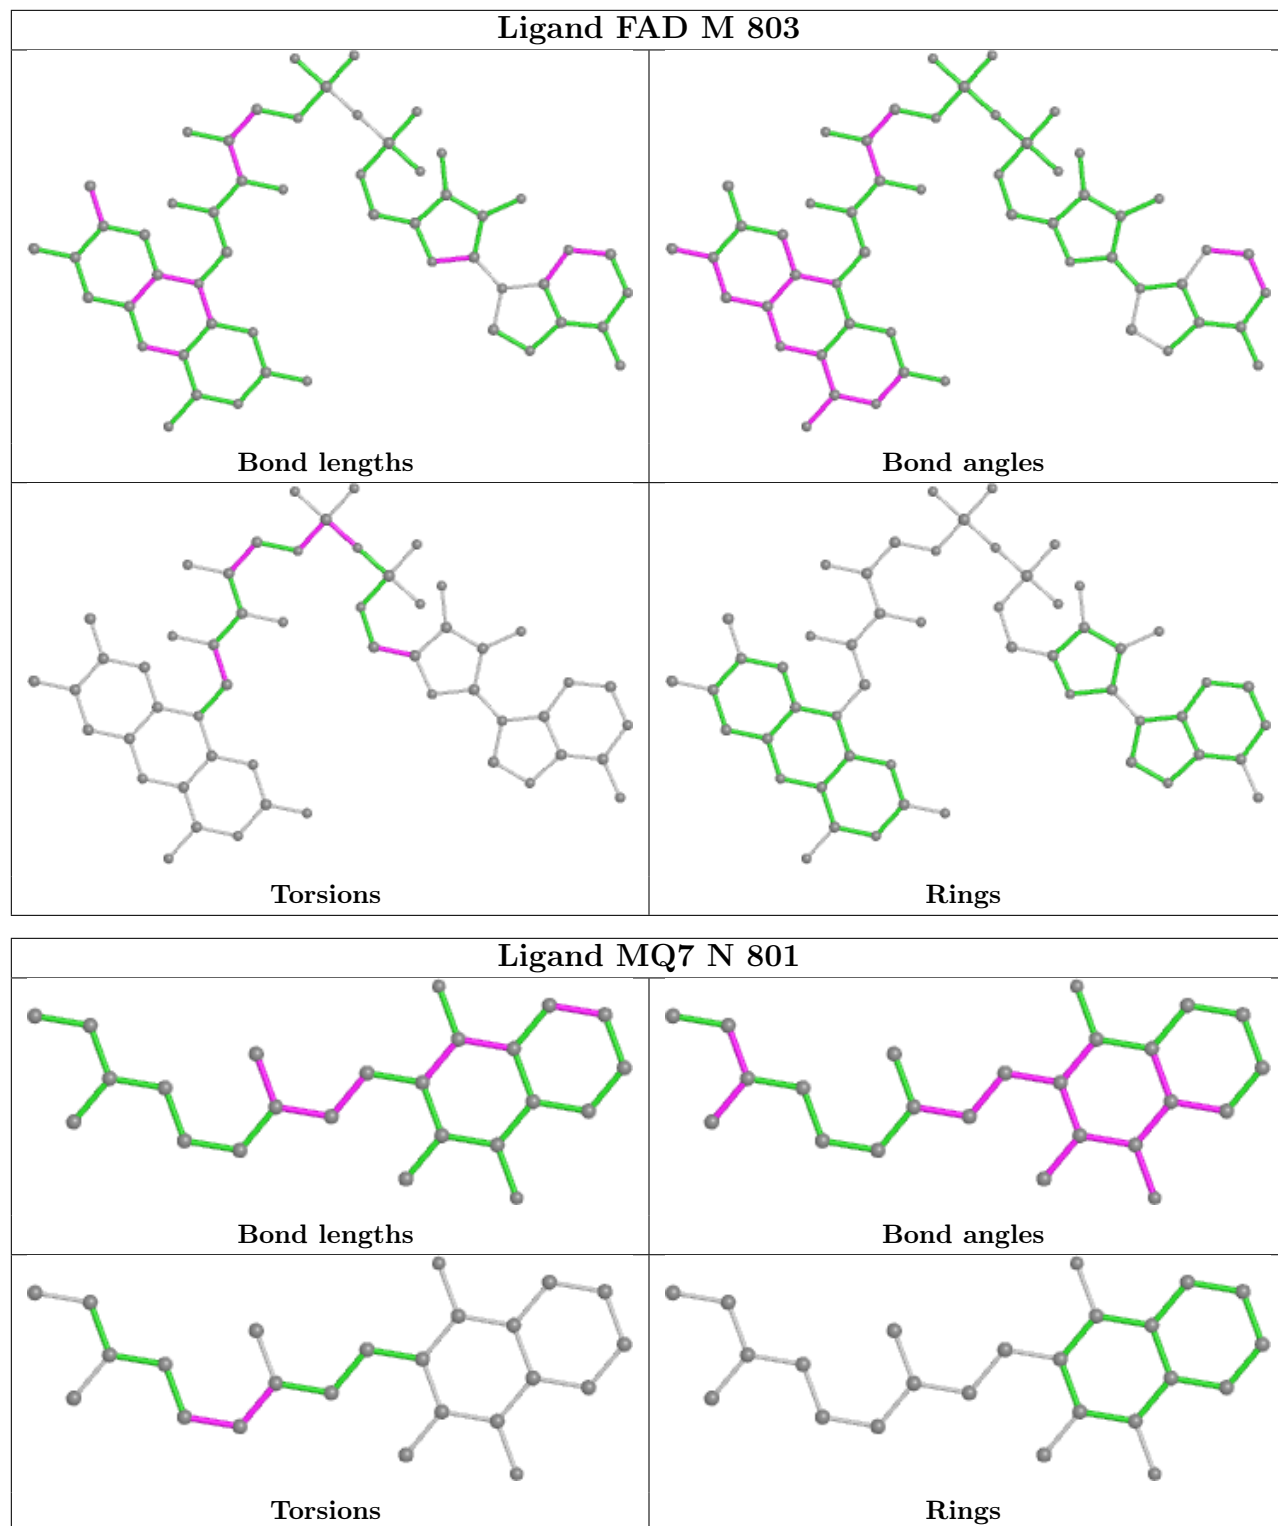 Ligand FAD M 803
Bond lengths
Bond angles
Torsions
Rings
Ligand MQ7 N 801
Bond lengths
Bond angles
Torsions
Rings